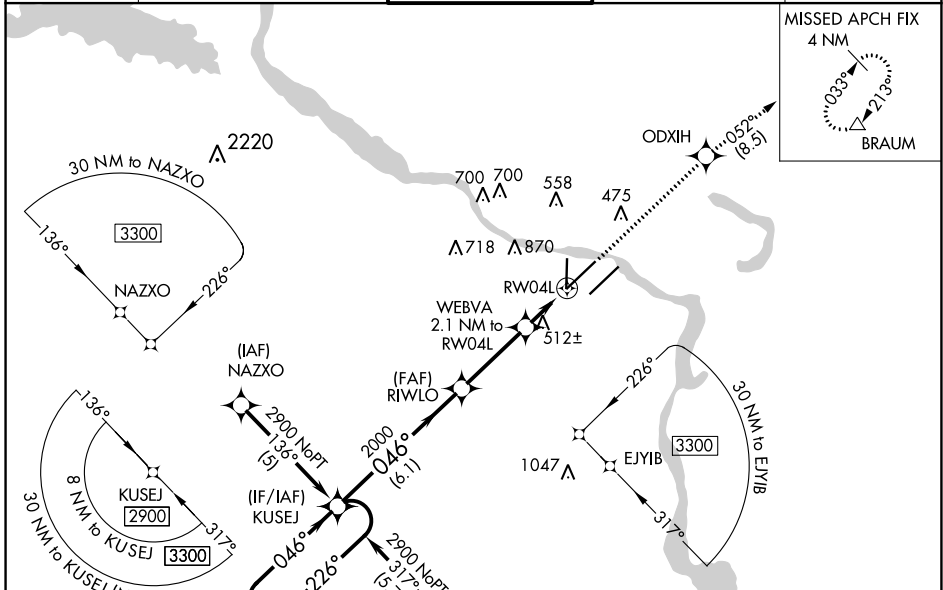 MISSED APCH FIX
4 NM
033°
213°
BRAUM
ODXIH
052°
(8.5)
2220
30 NM to NAZXO
3300
136°
226°
NAZXO
700 700
558
475
718
870
RW04L
WEBVA
2.1 NM to
RW04L
512±
(FAF)
RIWLO
(IAF)
NAZXO
2900 NoPT
136°
(5)
2000
046°
(6.1)
226°
30 NM to EJYIB
3300
EJYIB
317°
1047
136°
KUSEJ
2900
8 NM to KUSEJ
3300
317°
30 NM to KUSEJ
(IF/IAF)
KUSEJ
046°
226°
2900 NoPT
317°